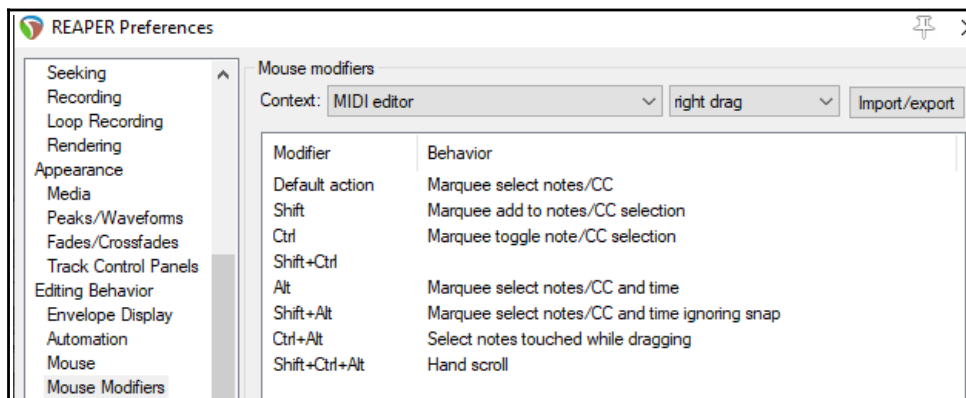 REAPER Preferences
Seeking
Recording
Loop Recording
Rendering
Appearance
Media
Peaks/Waveforms
Fades/Crossfades
Track Control Panels
Editing Behavior
Envelope Display
Automation
Mouse
Mouse Modifiers
Mouse modifiers
Context: MIDI editor right drag Import/export
Modifier Behavior
Default action Marquee select notes/CC
Shift Marquee add to notes/CC selection
Ctrl Marquee toggle note/CC selection
Shift+Ctrl
Alt Marquee select notes/CC and time
Shift+Alt Marquee select notes/CC and time ignoring snap
Ctrl+Alt Select notes touched while dragging
Shift+Ctrl+Alt Hand scroll